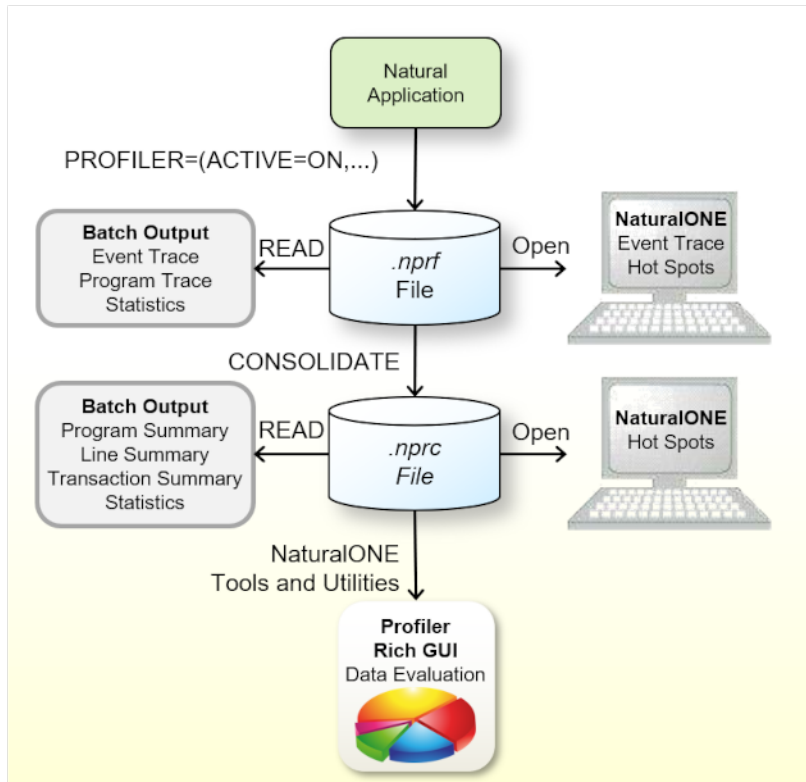 Natural
Application
PROFILER=(ACTIVE=ON,...)
Batch Output
Event Trace
Program Trace
Statistics
READ
.nprf
File
Open
NaturalONE
Event Trace
Hot Spots
CONSOLIDATE
Batch Output
Program Summary
Line Summary
Transaction Summary
Statistics
READ
.nprc
File
Open
NaturalONE
Hot Spots
NaturalONE
Tools and Utilities
Profiler
Rich GUI
Data Evaluation